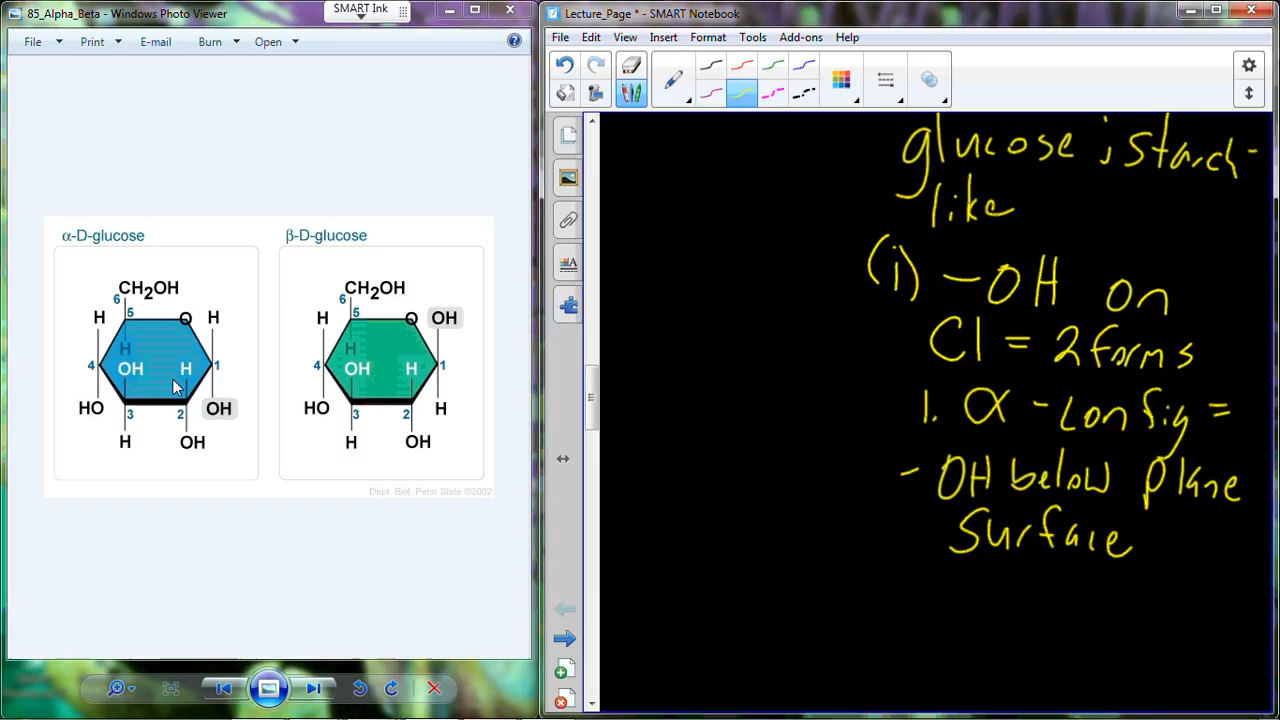 85_Alpha_Beta - Windows Photo Viewer
SMART Ink
File Print E-mail Burn Open
α-D-glucose
6 CH2OH
5
H O H
H
4 OH H 1
HO 3 2 OH
H OH
β-D-glucose
6 CH2OH
5
H O OH
H
4 OH H 1
HO 3 2 H
H OH
Dept. Biol. Penn State ©2002
Lecture_Page * - SMART Notebook
File Edit View Insert Format Tools Add-ons Help
glucose ; starch-
like
(i) -OH on
C1 = 2 forms
1. α - config =
- OH below plane
surface